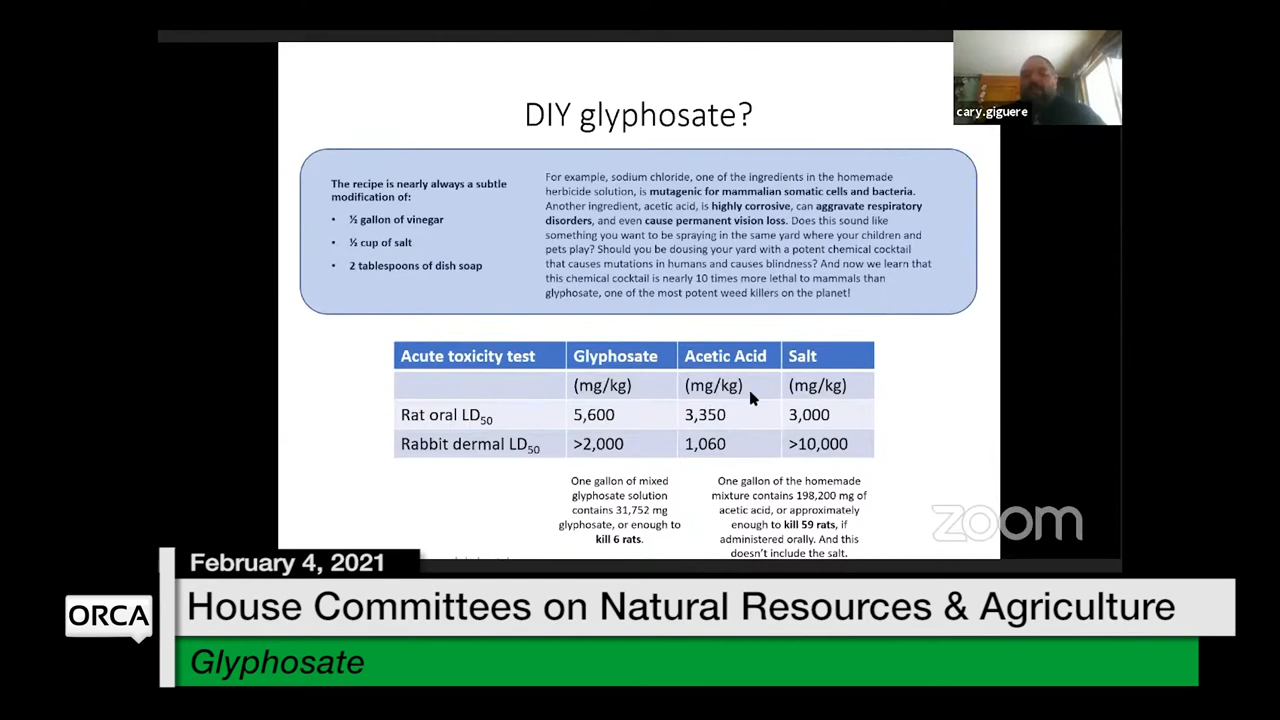 DIY glyphosate?
cary.giguere
The recipe is nearly always a subtle
modification of:
• ½ gallon of vinegar
• ½ cup of salt
• 2 tablespoons of dish soap
For example, sodium chloride, one of the ingredients in the homemade
herbicide solution, is mutagenic for mammalian somatic cells and bacteria.
Another ingredient, acetic acid, is highly corrosive, can aggravate respiratory
disorders, and even cause permanent vision loss. Does this sound like
something you want to be spraying in the same yard where your children and
pets play? Should you be dousing your yard with a potent chemical cocktail
that causes mutations in humans and causes blindness? And now we learn that
this chemical cocktail is nearly 10 times more lethal to mammals than
glyphosate, one of the most potent weed killers on the planet!
Acute toxicity test Glyphosate Acetic Acid Salt
(mg/kg) (mg/kg) (mg/kg)
Rat oral LD50 5,600 3,350 3,000
Rabbit dermal LD50 >2,000 1,060 >10,000
One gallon of mixed
glyphosate solution
contains 31,752 mg
glyphosate, or enough to
kill 6 rats.
One gallon of the homemade
mixture contains 198,200 mg of
acetic acid, or approximately
enough to kill 59 rats, if
administered orally. And this
doesn't include the salt.
zoom
February 4, 2021
ORCA
House Committees on Natural Resources & Agriculture
Glyphosate